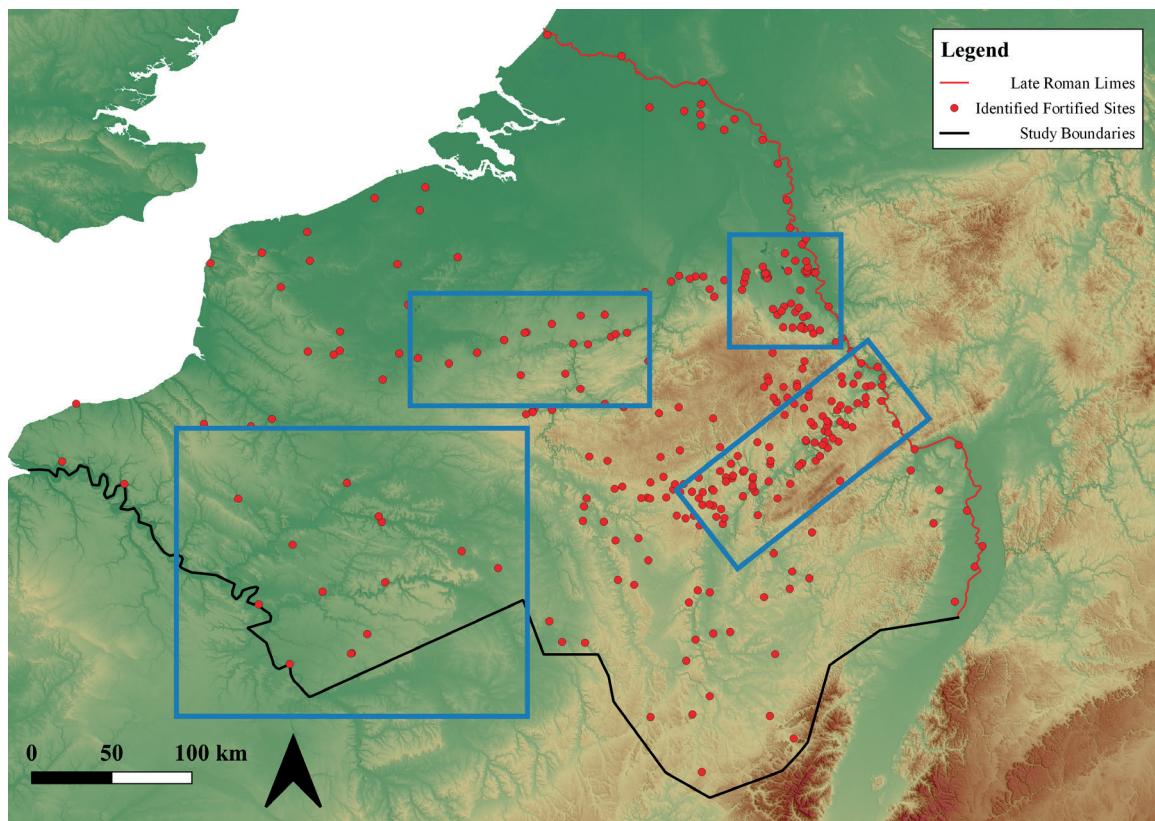 Legend
Late Roman Limes
Identified Fortified Sites
Study Boundaries
0 50 100 km